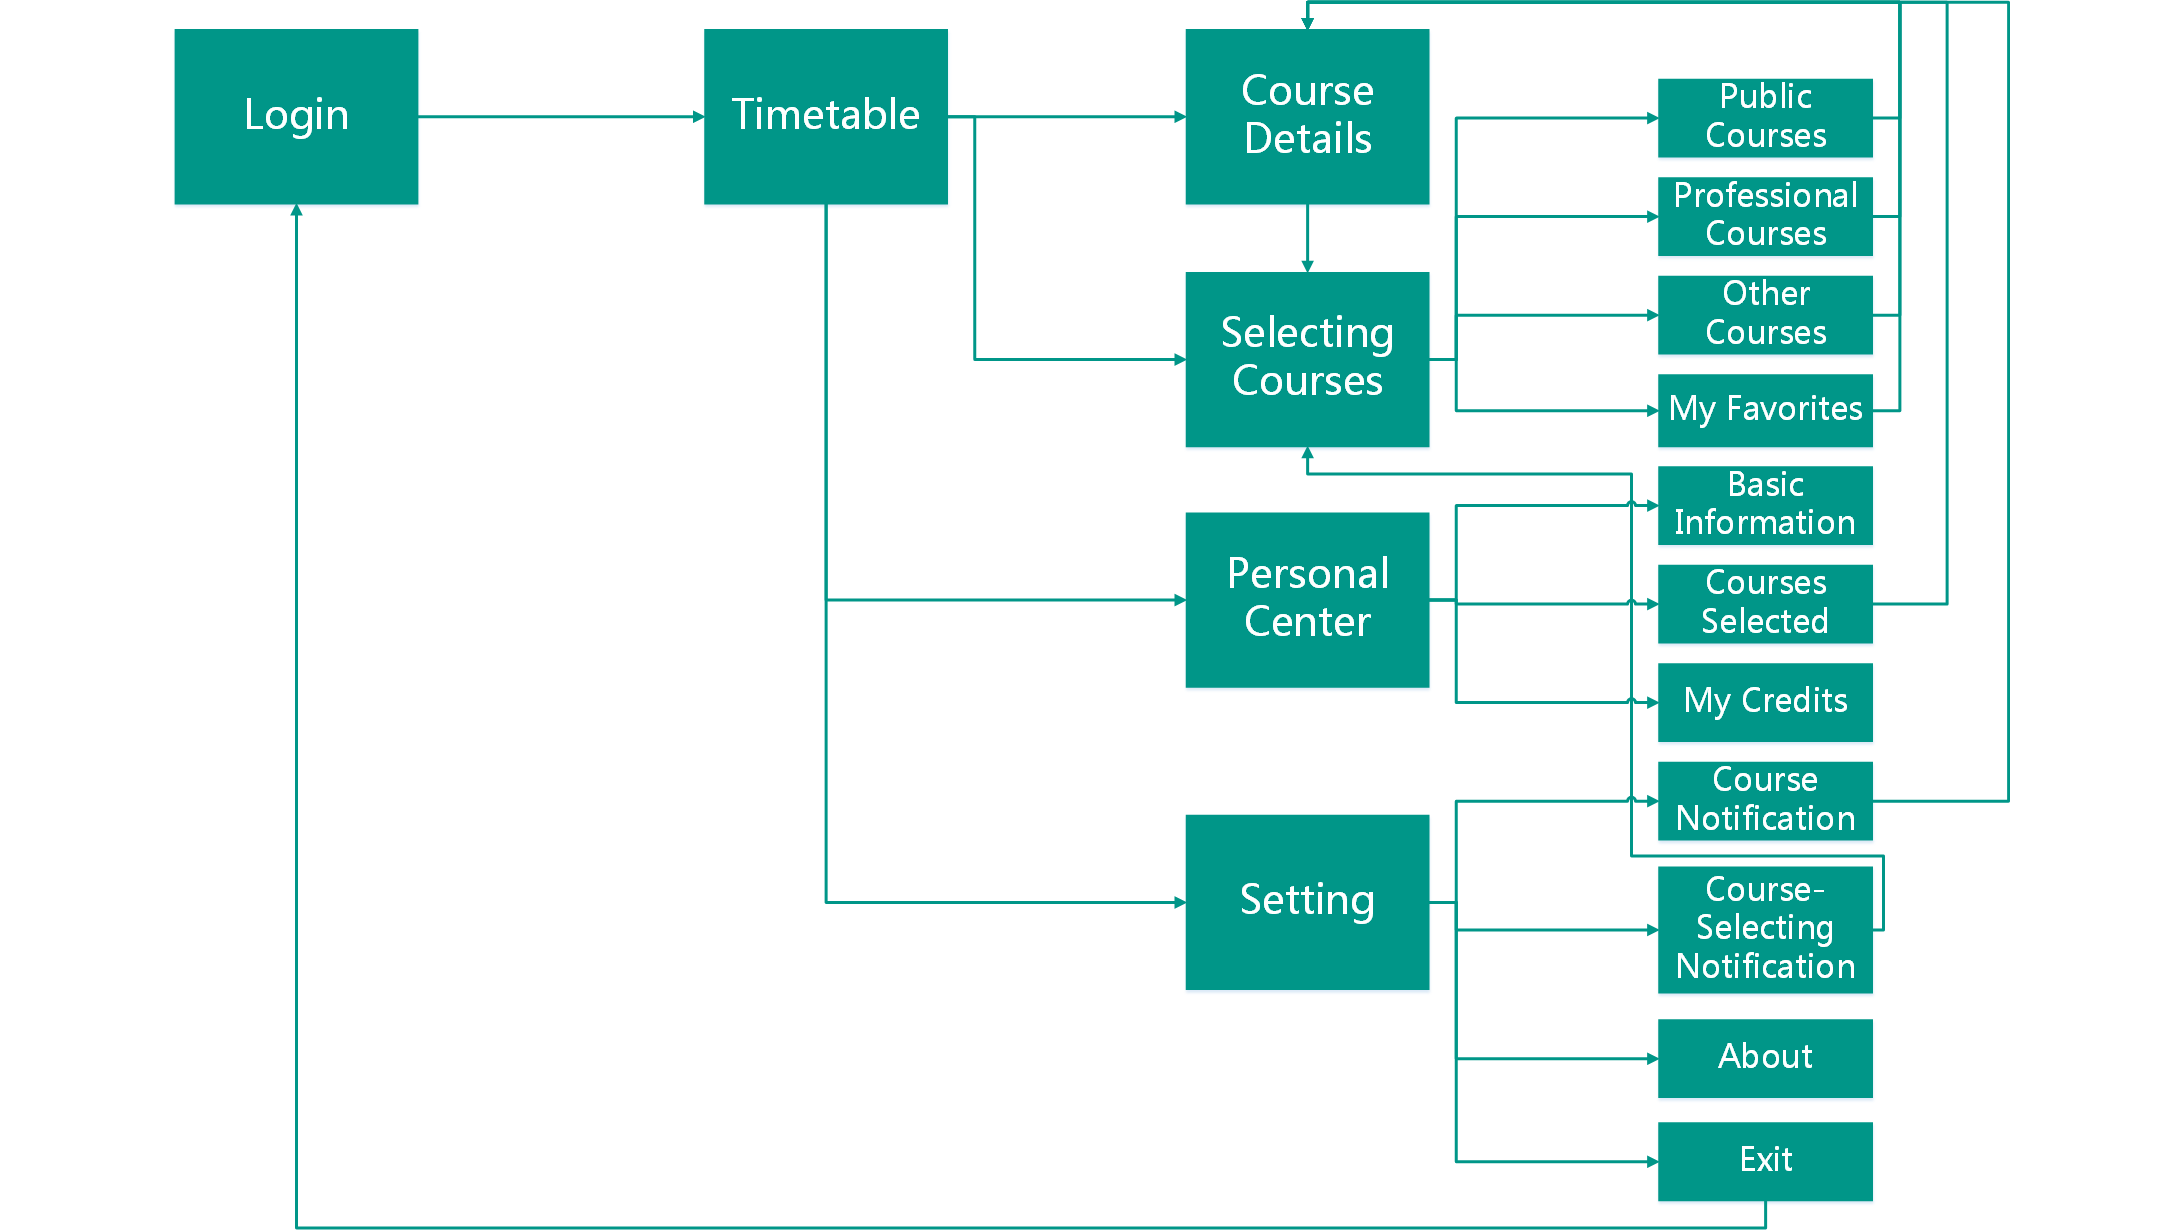 Login
Timetable
Course
Details
Selecting
Courses
Personal
Center
Setting
Public
Courses
Professional
Courses
Other
Courses
My Favorites
Basic
Information
Courses
Selected
My Credits
Course
Notification
Course-
Selecting
Notification
About
Exit